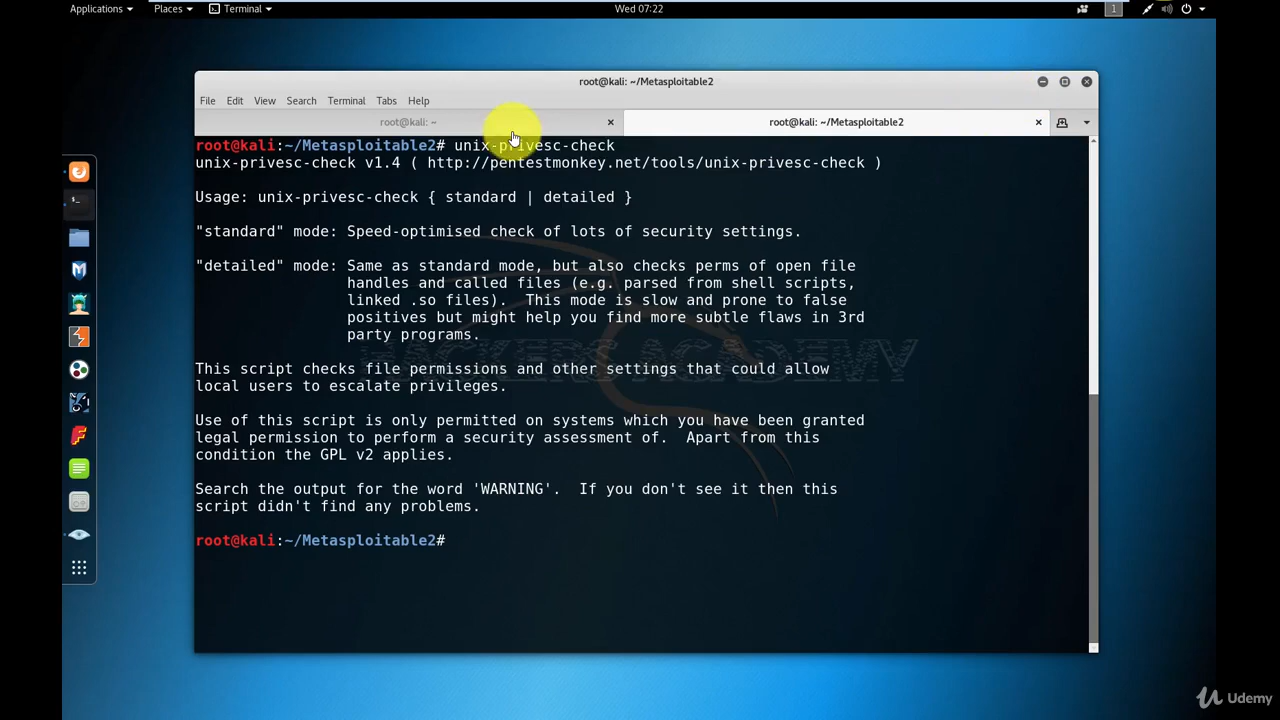 Applications ▾ Places ▾ Terminal ▾ Wed 07:22 1
root@kali: ~/Metasploitable2
File Edit View Search Terminal Tabs Help
root@kali: ~ × root@kali: ~/Metasploitable2 ×
root@kali:~/Metasploitable2# unix-privesc-check
unix-privesc-check v1.4 ( http://pentestmonkey.net/tools/unix-privesc-check )
Usage: unix-privesc-check { standard | detailed }
"standard" mode: Speed-optimised check of lots of security settings.
"detailed" mode: Same as standard mode, but also checks perms of open file
handles and called files (e.g. parsed from shell scripts,
linked .so files). This mode is slow and prone to false
positives but might help you find more subtle flaws in 3rd
party programs.
HACKERS ACADEMY
This script checks file permissions and other settings that could allow
local users to escalate privileges.
Use of this script is only permitted on systems which you have been granted
legal permission to perform a security assessment of. Apart from this
condition the GPL v2 applies.
Search the output for the word 'WARNING'. If you don't see it then this
script didn't find any problems.
root@kali:~/Metasploitable2#
Udemy